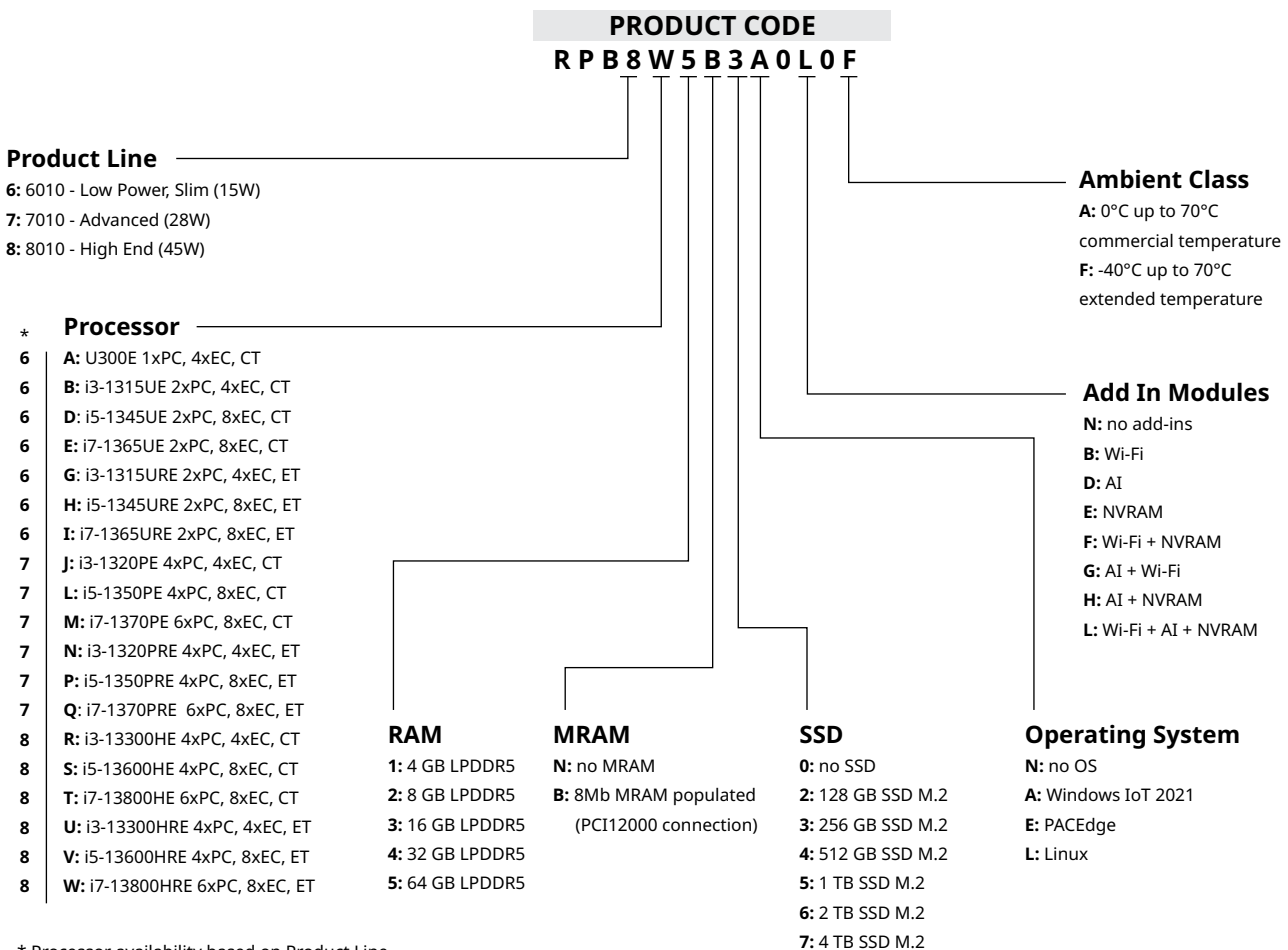 PRODUCT CODE
R P B 8 W 5 B 3 A 0 L 0 F
Product Line
6: 6010 - Low Power, Slim (15W)
7: 7010 - Advanced (28W)
8: 8010 - High End (45W)
* Processor
6 A: U300E 1xPC, 4xEC, CT
6 B: i3-1315UE 2xPC, 4xEC, CT
6 D: i5-1345UE 2xPC, 8xEC, CT
6 E: i7-1365UE 2xPC, 8xEC, CT
6 G: i3-1315URE 2xPC, 4xEC, ET
6 H: i5-1345URE 2xPC, 8xEC, ET
6 I: i7-1365URE 2xPC, 8xEC, ET
7 J: i3-1320PE 4xPC, 4xEC, CT
7 L: i5-1350PE 4xPC, 8xEC, CT
7 M: i7-1370PE 6xPC, 8xEC, CT
7 N: i3-1320PRE 4xPC, 4xEC, ET
7 P: i5-1350PRE 4xPC, 8xEC, ET
7 Q: i7-1370PRE 6xPC, 8xEC, ET
8 R: i3-13300HE 4xPC, 4xEC, CT
8 S: i5-13600HE 4xPC, 8xEC, CT
8 T: i7-13800HE 6xPC, 8xEC, CT
8 U: i3-13300HRE 4xPC, 4xEC, ET
8 V: i5-13600HRE 4xPC, 8xEC, ET
8 W: i7-13800HRE 6xPC, 8xEC, ET
* Processor availability based on Product Line
RAM
1: 4 GB LPDDR5
2: 8 GB LPDDR5
3: 16 GB LPDDR5
4: 32 GB LPDDR5
5: 64 GB LPDDR5
MRAM
N: no MRAM
B: 8Mb MRAM populated
(PCI12000 connection)
SSD
0: no SSD
2: 128 GB SSD M.2
3: 256 GB SSD M.2
4: 512 GB SSD M.2
5: 1 TB SSD M.2
6: 2 TB SSD M.2
7: 4 TB SSD M.2
Operating System
N: no OS
A: Windows IoT 2021
E: PACEdge
L: Linux
Add In Modules
N: no add-ins
B: Wi-Fi
D: AI
E: NVRAM
F: Wi-Fi + NVRAM
G: AI + Wi-Fi
H: AI + NVRAM
L: Wi-Fi + AI + NVRAM
Ambient Class
A: 0°C up to 70°C
commercial temperature
F: -40°C up to 70°C
extended temperature